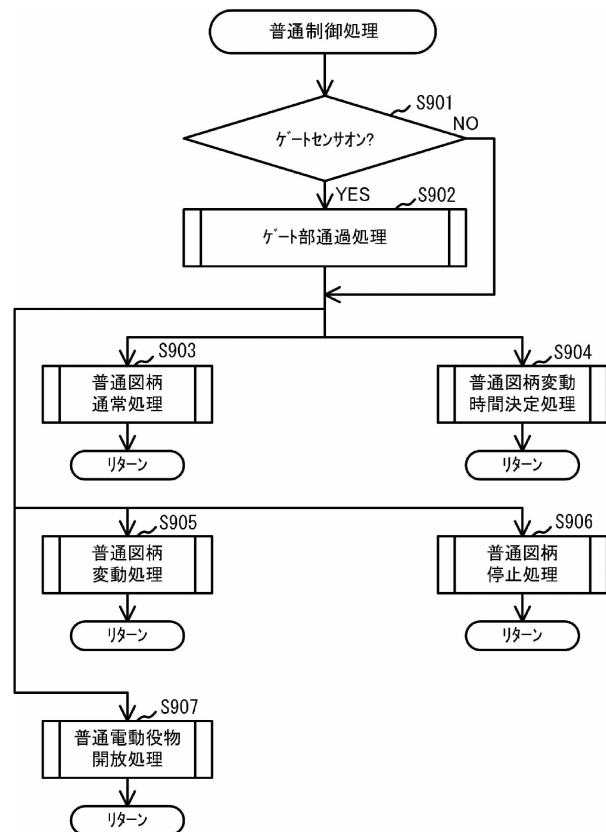 普通制御処理
S901
ｹﾞｰﾄｾﾝｻｵﾝ?
NO
YES
S902
ｹﾞｰﾄ部通過処理
S903
普通図柄
通常処理
ﾘﾀｰﾝ
S904
普通図柄変動
時間決定処理
ﾘﾀｰﾝ
S905
普通図柄
変動処理
ﾘﾀｰﾝ
S906
普通図柄
停止処理
ﾘﾀｰﾝ
S907
普通電動役物
開放処理
ﾘﾀｰﾝ